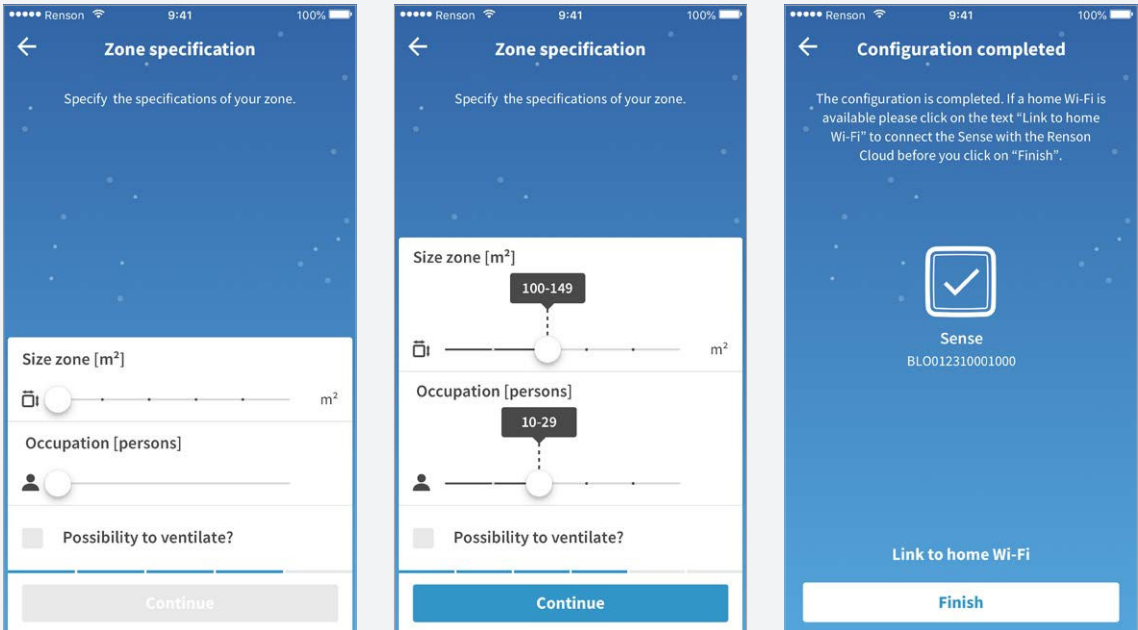 Renson 9:41 100%
Zone specification
Specify the specifications of your zone.
Size zone [m²]
m²
Occupation [persons]
Possibility to ventilate?
Continue
Renson 9:41 100%
Zone specification
Specify the specifications of your zone.
Size zone [m²]
100-149
m²
Occupation [persons]
10-29
Possibility to ventilate?
Continue
Renson 9:41 100%
Configuration completed
The configuration is completed. If a home Wi-Fi is
available please click on the text “Link to home
Wi-Fi” to connect the Sense with the Renson
Cloud before you click on “Finish”.
Sense
BLO012310001000
Link to home Wi-Fi
Finish